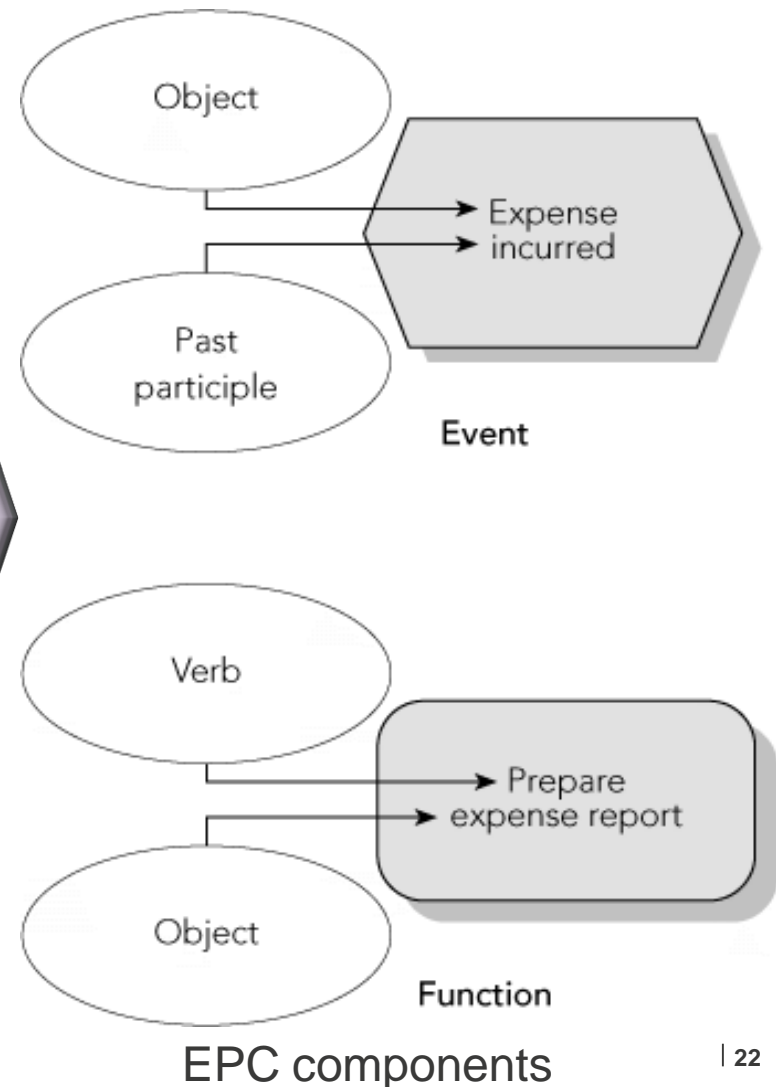 Object
Expense
incurred
Past
participle
Event
Verb
Prepare
expense report
Object
Function
EPC components
| 22